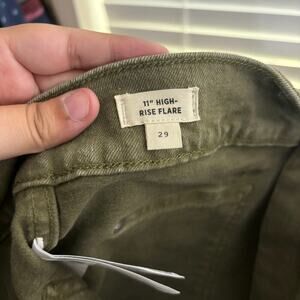 11" HIGH-
RISE FLARE
29